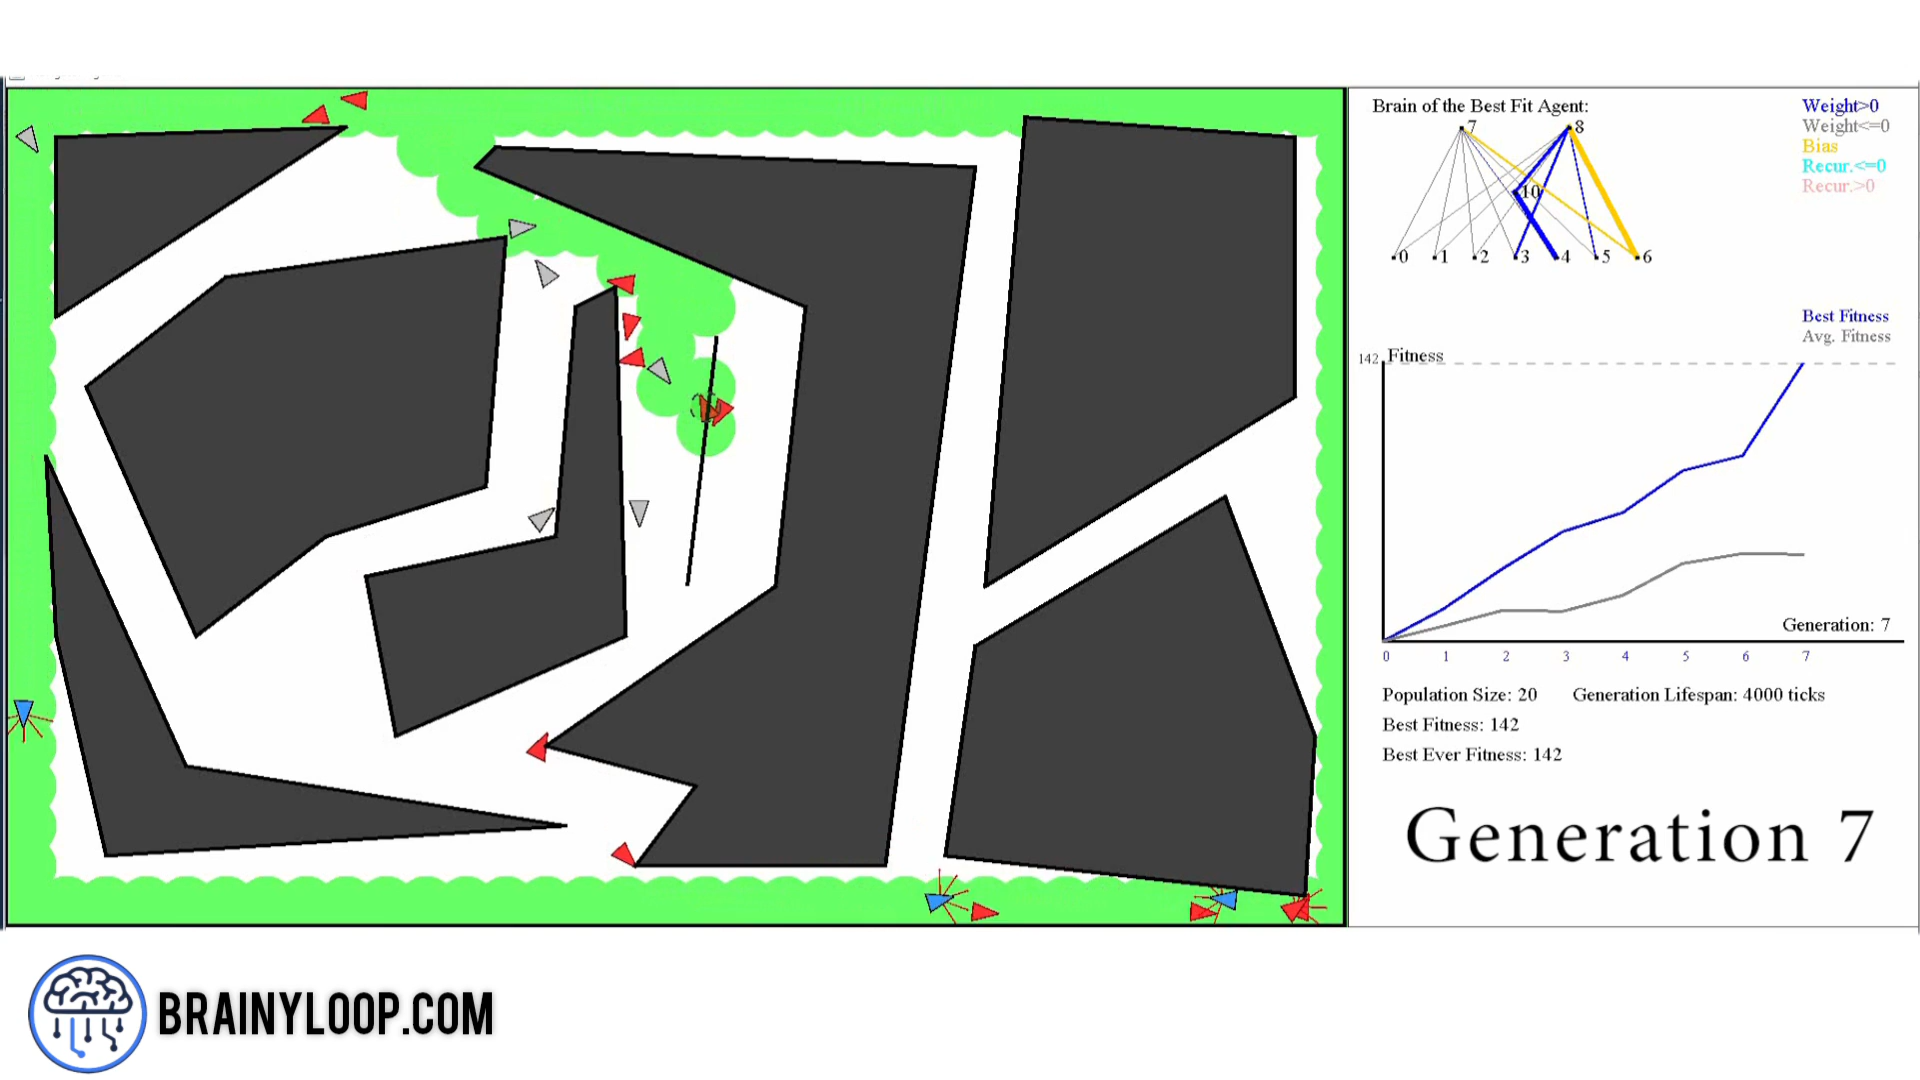 Brain of the Best Fit Agent:
Weight>0
Weight<=0
Bias
Recur.<=0
Recur.>0
7
8
10
0
1
2
3
4
5
6
Best Fitness
Avg. Fitness
142
Fitness
Generation: 7
0 1 2 3 4 5 6 7
Population Size: 20 Generation Lifespan: 4000 ticks
Best Fitness: 142
Best Ever Fitness: 142
Generation 7
BRAINYLOOP.COM